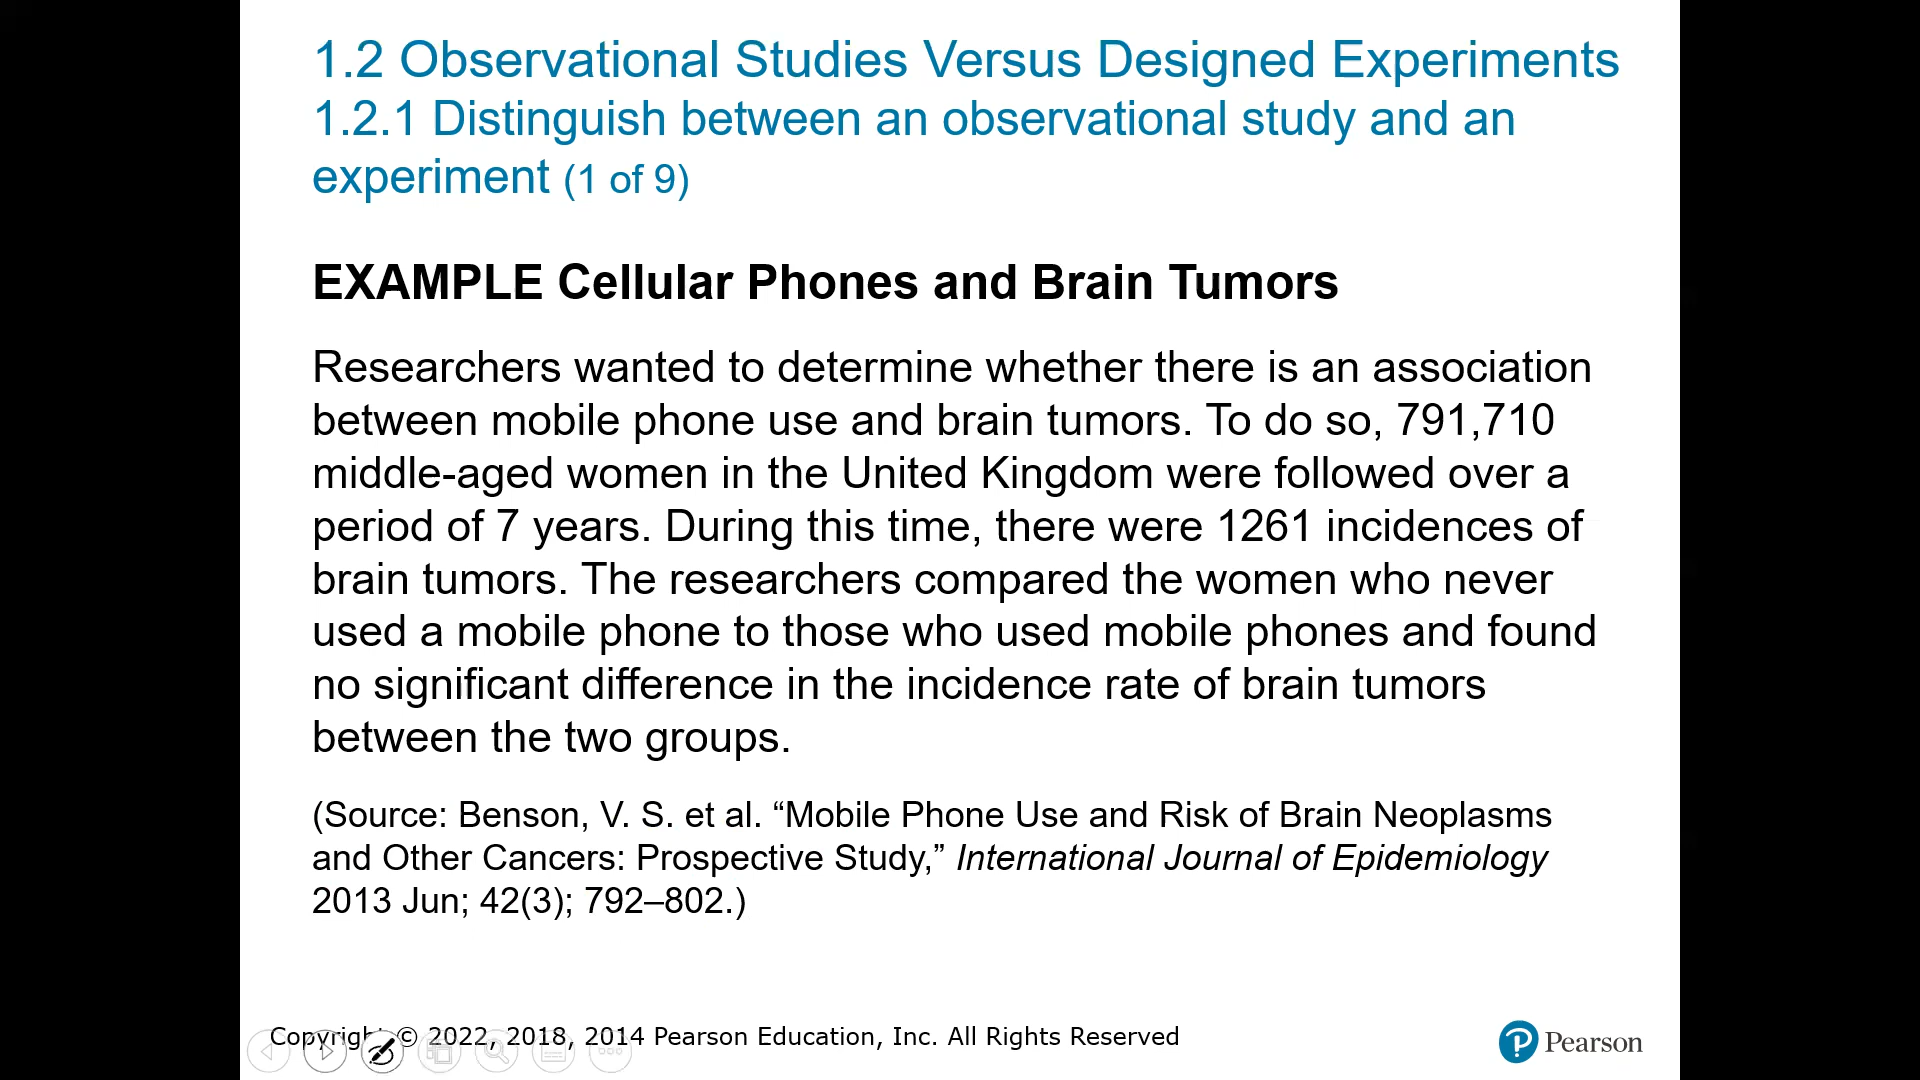 1.2 Observational Studies Versus Designed Experiments
1.2.1 Distinguish between an observational study and an
experiment (1 of 9)
EXAMPLE Cellular Phones and Brain Tumors
Researchers wanted to determine whether there is an association
between mobile phone use and brain tumors. To do so, 791,710
middle-aged women in the United Kingdom were followed over a
period of 7 years. During this time, there were 1261 incidences of
brain tumors. The researchers compared the women who never
used a mobile phone to those who used mobile phones and found
no significant difference in the incidence rate of brain tumors
between the two groups.
(Source: Benson, V. S. et al. “Mobile Phone Use and Risk of Brain Neoplasms
and Other Cancers: Prospective Study,” International Journal of Epidemiology
2013 Jun; 42(3); 792–802.)
Copyright © 2022, 2018, 2014 Pearson Education, Inc. All Rights Reserved
Pearson